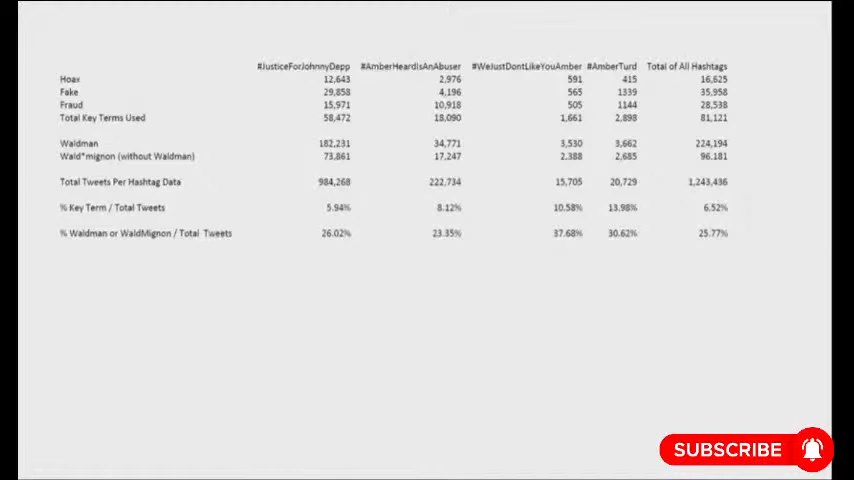 #JusticeForJohnnyDepp #AmberHeardIsAnAbuser #WeJustDontLikeYouAmber #AmberTurd Total of All Hashtags
Hoax 12,643 2,976 591 415 16,625
Fake 29,858 4,196 565 1339 35,958
Fraud 15,971 10,918 505 1144 28,538
Total Key Terms Used 58,472 18,090 1,661 2,898 81,121
Waldman 182,231 34,771 3,530 3,662 224,194
Wald*mignon (without Waldman) 73,861 17,247 2,388 2,685 96,181
Total Tweets Per Hashtag Data 984,268 222,734 15,705 20,729 1,243,436
% Key Term / Total Tweets 5.94% 8.12% 10.58% 13.98% 6.52%
% Waldman or WaldMignon / Total Tweets 26.02% 23.35% 37.68% 30.62% 25.77%
SUBSCRIBE